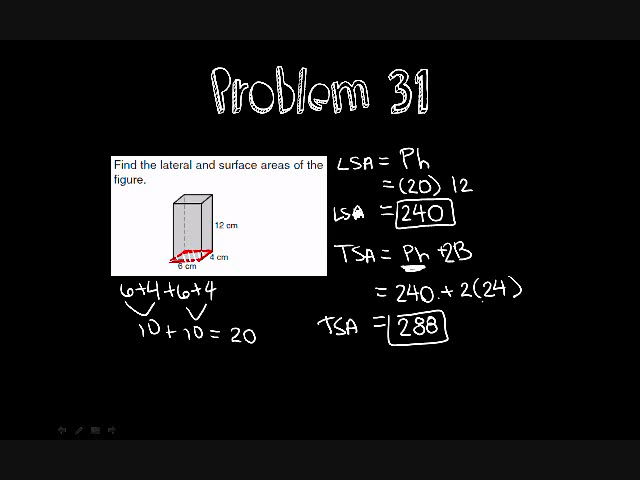 Problem 31
Find the lateral and surface areas of the
figure.
12 cm
4 cm
6 cm
6+4+6+4
10+10=20
LSA = Ph
= (20) 12
LSA = 240
TSA = Ph + 2B
= 240 + 2(24)
TSA = 288